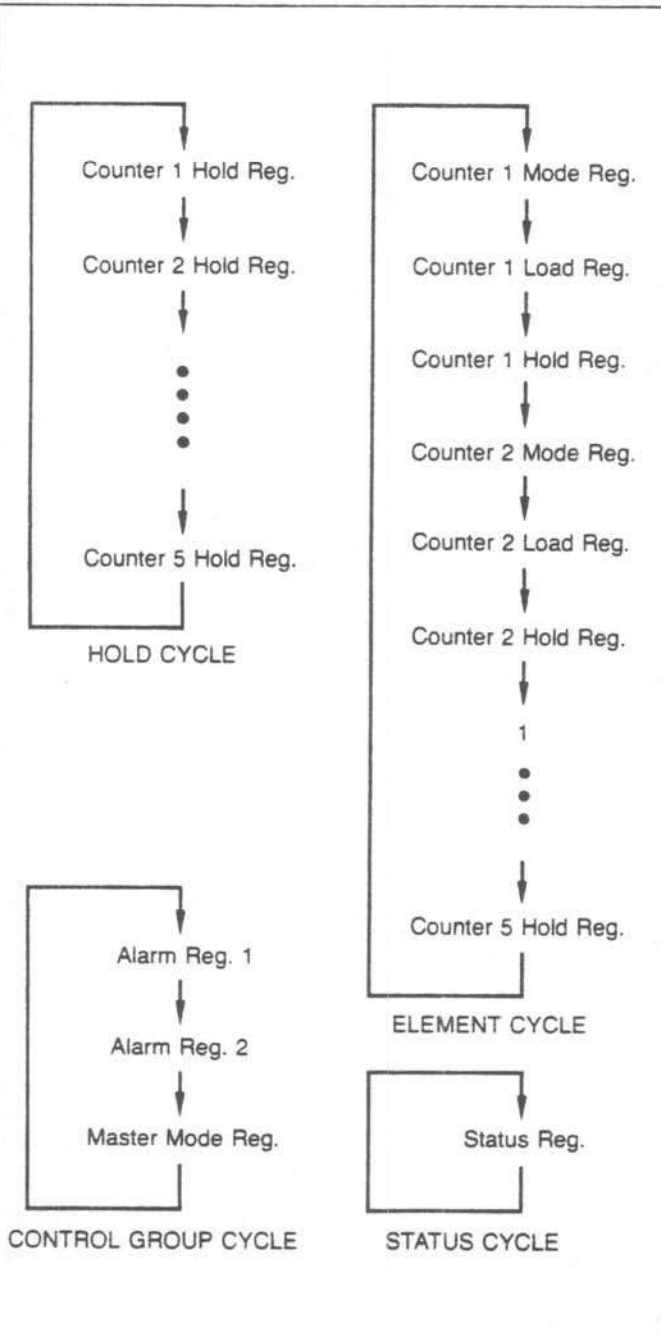 Counter 1 Hold Reg.
Counter 2 Hold Reg.
Counter 5 Hold Reg.
HOLD CYCLE
Counter 1 Mode Reg.
Counter 1 Load Reg.
Counter 1 Hold Reg.
Counter 2 Mode Reg.
Counter 2 Load Reg.
Counter 2 Hold Reg.
1
Counter 5 Hold Reg.
ELEMENT CYCLE
Alarm Reg. 1
Alarm Reg. 2
Master Mode Reg.
CONTROL GROUP CYCLE
Status Reg.
STATUS CYCLE